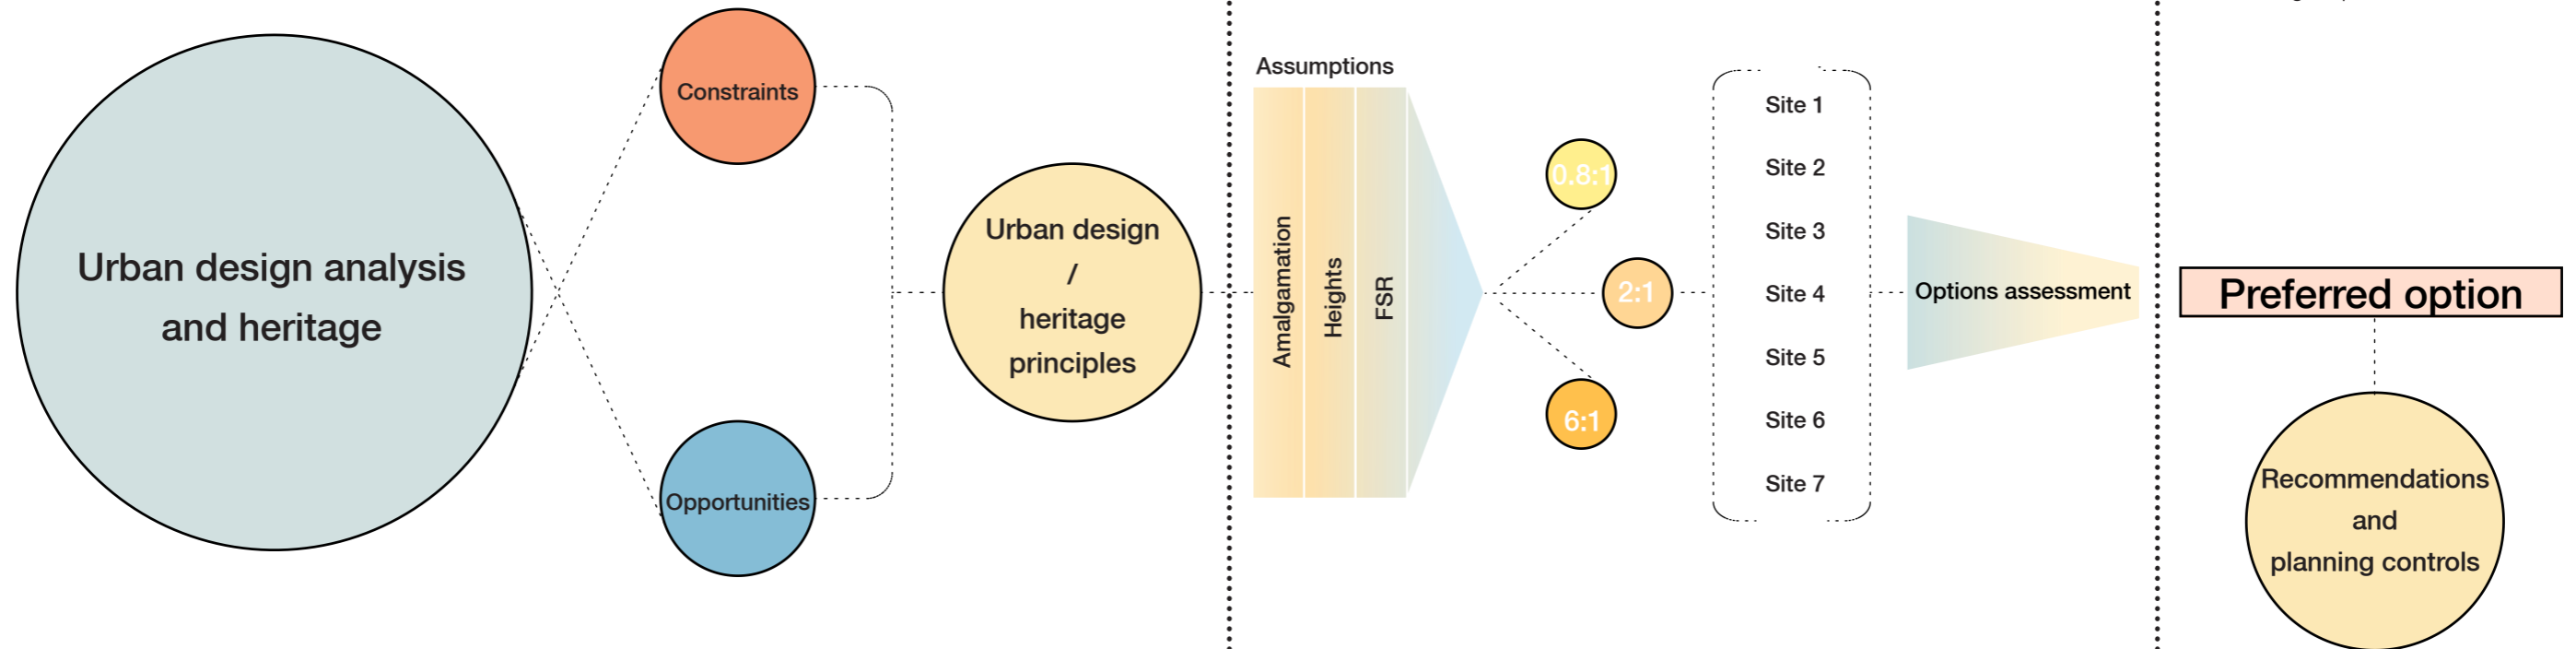 Urban design analysis
and heritage
Constraints
Opportunities
Urban design
/
heritage
principles
Assumptions
Amalgamation
Heights
FSR
0.8:1
2:1
6:1
Site 1
Site 2
Site 3
Site 4
Site 5
Site 6
Site 7
Options assessment
Preferred option
Recommendations
and
planning controls